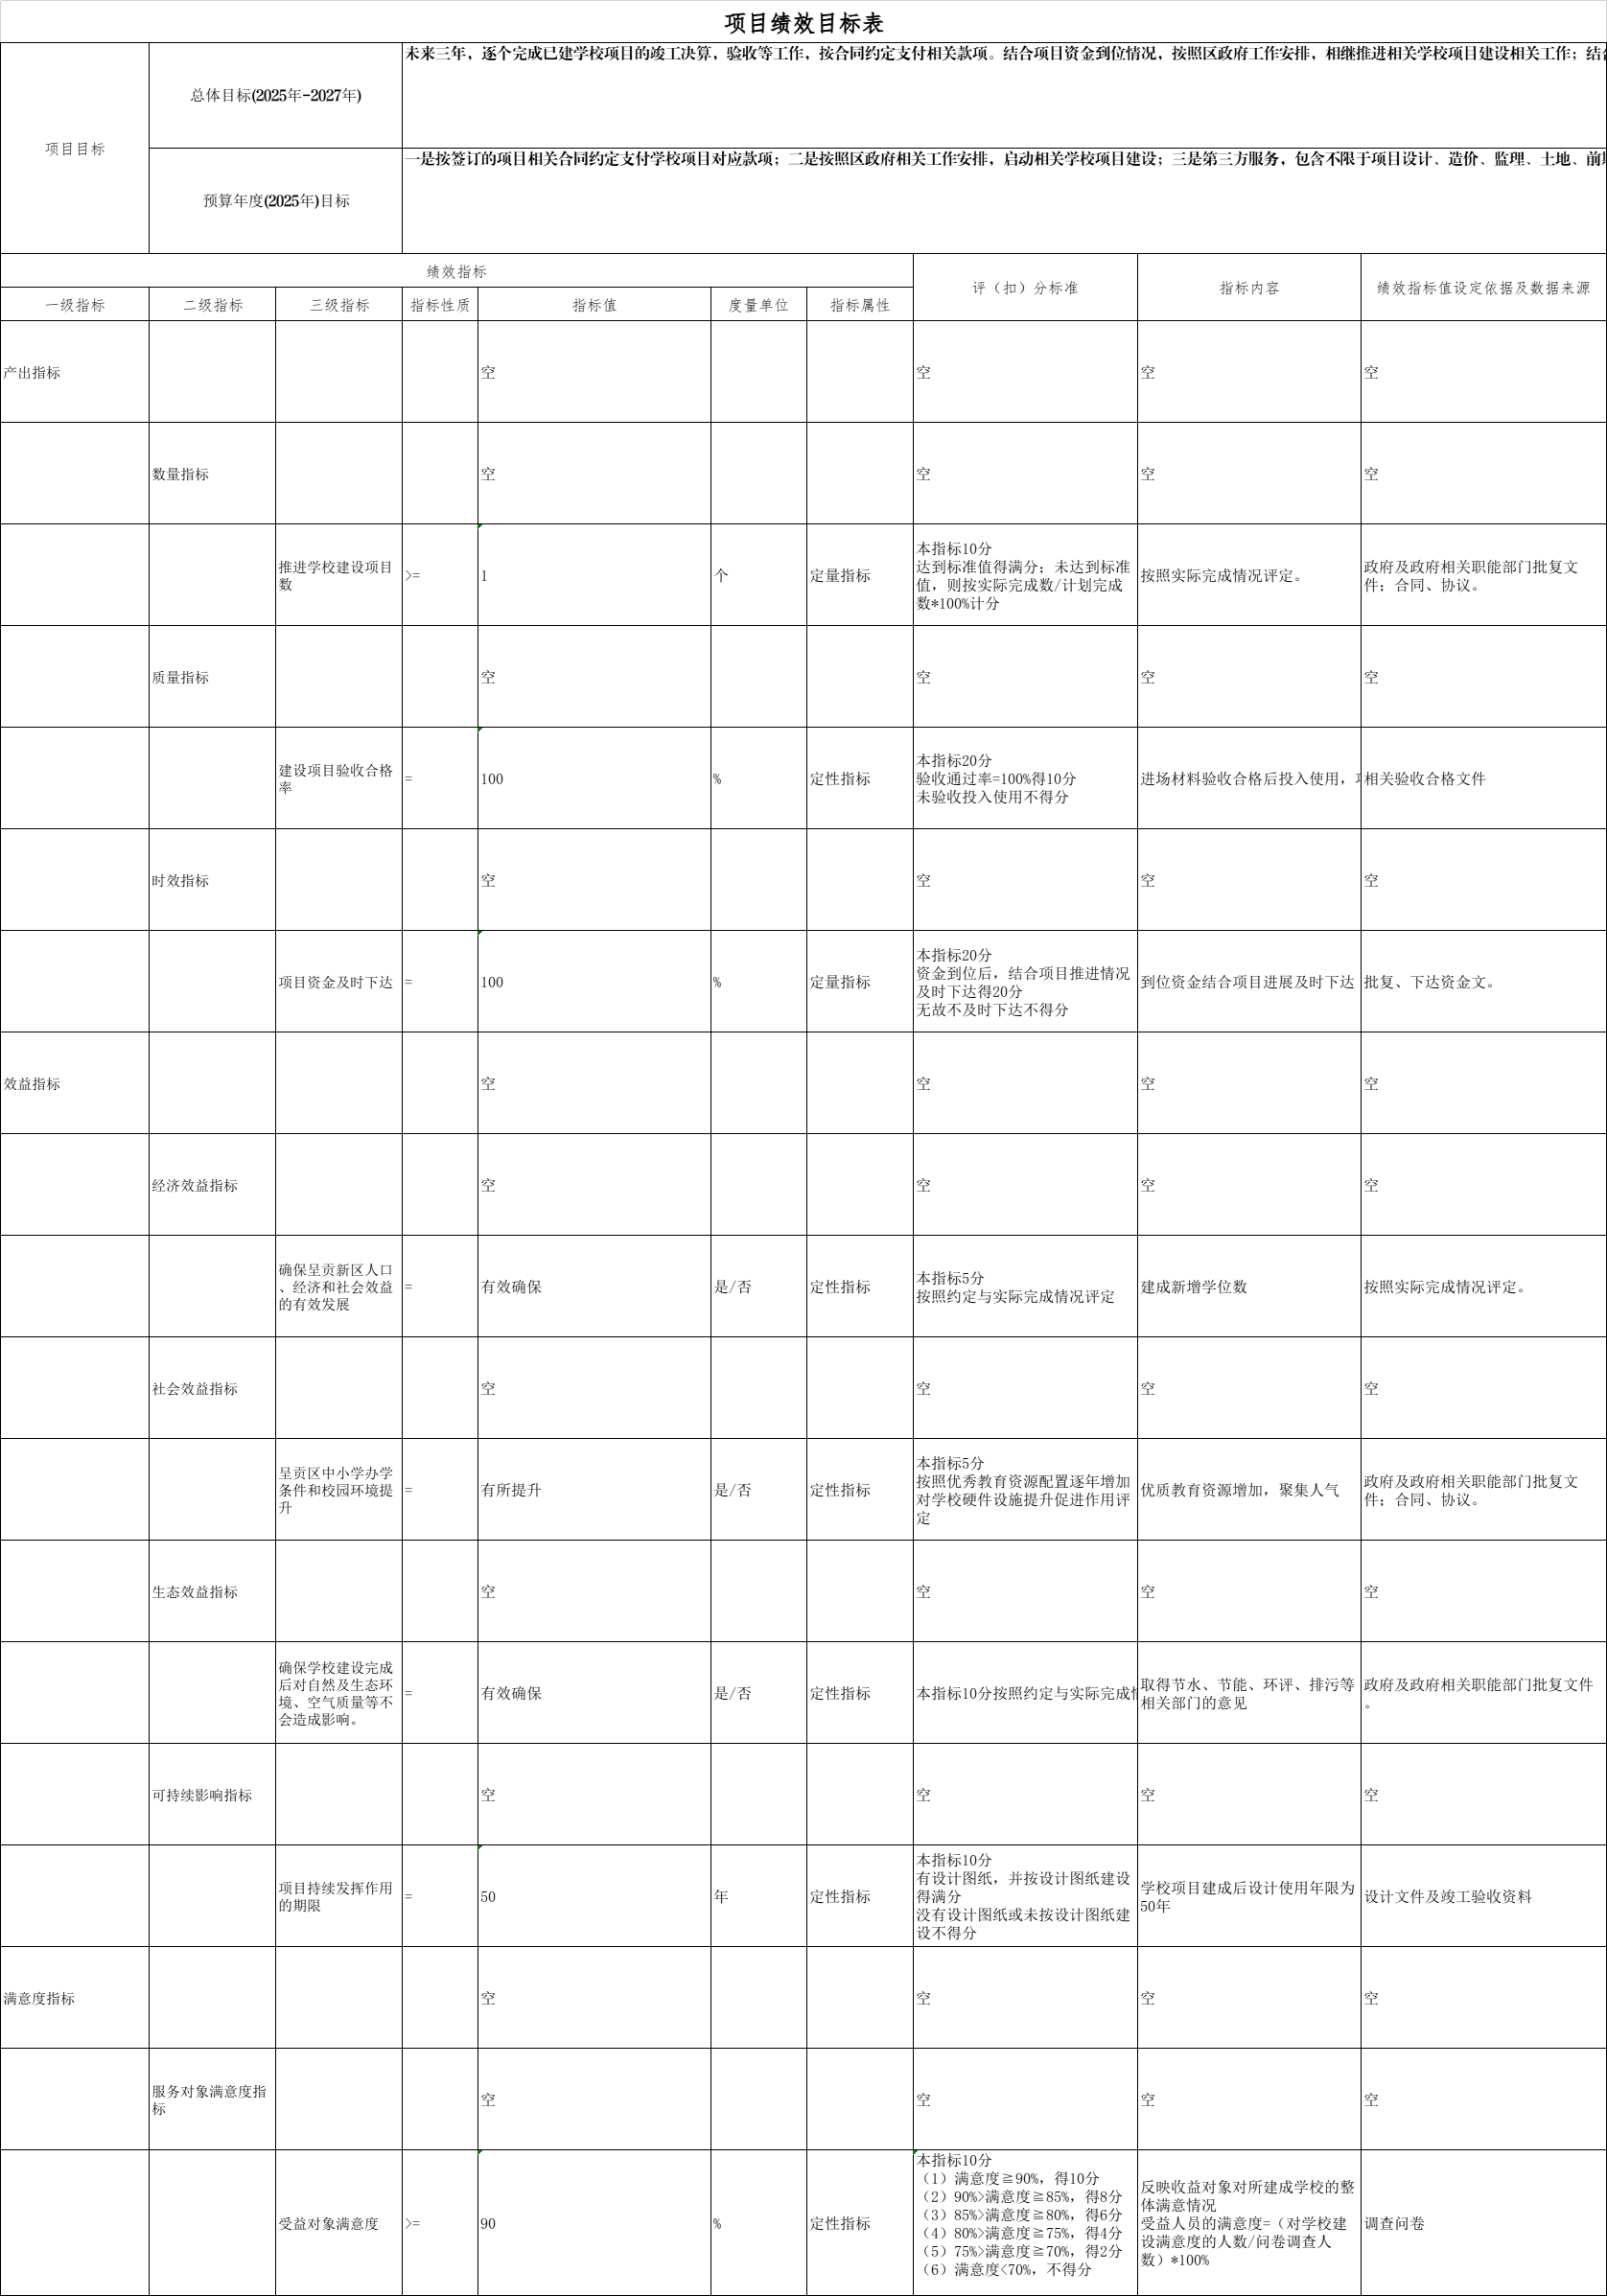 项目绩效目标表
项目目标
总体目标(2025年-2027年)
未来三年，逐个完成已建学校项目的竣工决算，验收等工作，按合同约定支付相关款项。结合项目资金到位情况，按照区政府工作安排，相继推进相关学校项目建设相关工作；结合
预算年度(2025年)目标
一是按签订的项目相关合同约定支付学校项目对应款项；二是按照区政府相关工作安排，启动相关学校项目建设；三是第三方服务，包含不限于项目设计、造价、监理、土地、前期
绩效指标
评（扣）分标准
指标内容
绩效指标值设定依据及数据来源
一级指标
二级指标
三级指标
指标性质
指标值
度量单位
指标属性
产出指标
空
空
空
空
数量指标
空
空
空
空
推进学校建设项目
数
>=
1
个
定量指标
本指标10分
达到标准值得满分；未达到标准
值，则按实际完成数/计划完成
数*100%计分
按照实际完成情况评定。
政府及政府相关职能部门批复文
件；合同、协议。
质量指标
空
空
空
空
建设项目验收合格
率
=
100
%
定性指标
本指标20分
验收通过率=100%得10分
未验收投入使用不得分
进场材料验收合格后投入使用，
相关验收合格文件
时效指标
空
空
空
空
项目资金及时下达
=
100
%
定量指标
本指标20分
资金到位后，结合项目推进情况
及时下达得20分
无故不及时下达不得分
到位资金结合项目进展及时下达
批复、下达资金文。
效益指标
空
空
空
空
经济效益指标
空
空
空
空
确保呈贡新区人口
、经济和社会效益
的有效发展
=
有效确保
是/否
定性指标
本指标5分
按照约定与实际完成情况评定
建成新增学位数
按照实际完成情况评定。
社会效益指标
空
空
空
空
呈贡区中小学办学
条件和校园环境提
升
=
有所提升
是/否
定性指标
本指标5分
按照优秀教育资源配置逐年增加
对学校硬件设施提升促进作用评
定
优质教育资源增加，聚集人气
政府及政府相关职能部门批复文
件；合同、协议。
生态效益指标
空
空
空
空
确保学校建设完成
后对自然及生态环
境、空气质量等不
会造成影响。
=
有效确保
是/否
定性指标
本指标10分按照约定与实际完成
取得节水、节能、环评、排污等
相关部门的意见
政府及政府相关职能部门批复文件
。
可持续影响指标
空
空
空
空
项目持续发挥作用
的期限
=
50
年
定性指标
本指标10分
有设计图纸，并按设计图纸建设
得满分
没有设计图纸或未按设计图纸建
设不得分
学校项目建成后设计使用年限为
50年
设计文件及竣工验收资料
满意度指标
空
空
空
空
服务对象满意度指
标
空
空
空
空
受益对象满意度
>=
90
%
定性指标
本指标10分
（1）满意度≧90%，得10分
（2）90%>满意度≧85%，得8分
（3）85%>满意度≧80%，得6分
（4）80%>满意度≧75%，得4分
（5）75%>满意度≧70%，得2分
（6）满意度<70%，不得分
反映收益对象对所建成学校的整
体满意情况
受益人员的满意度=（对学校建
设满意度的人数/问卷调查人
数）*100%
调查问卷